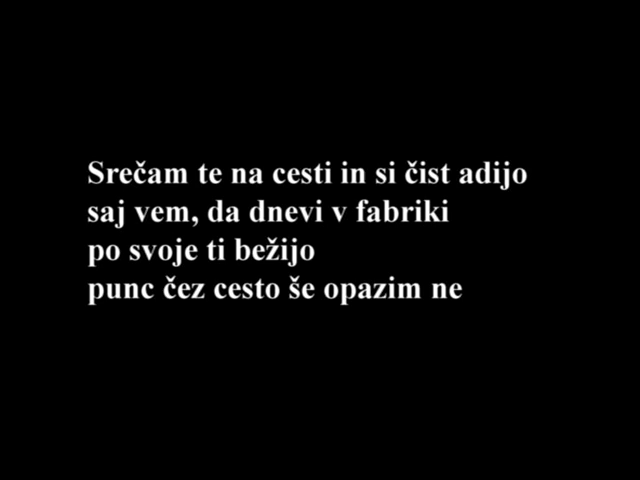 Srečam te na cesti in si čist adijo
saj vem, da dnevi v fabriki
po svoje ti bežijo
punc čez cesto še opazim ne